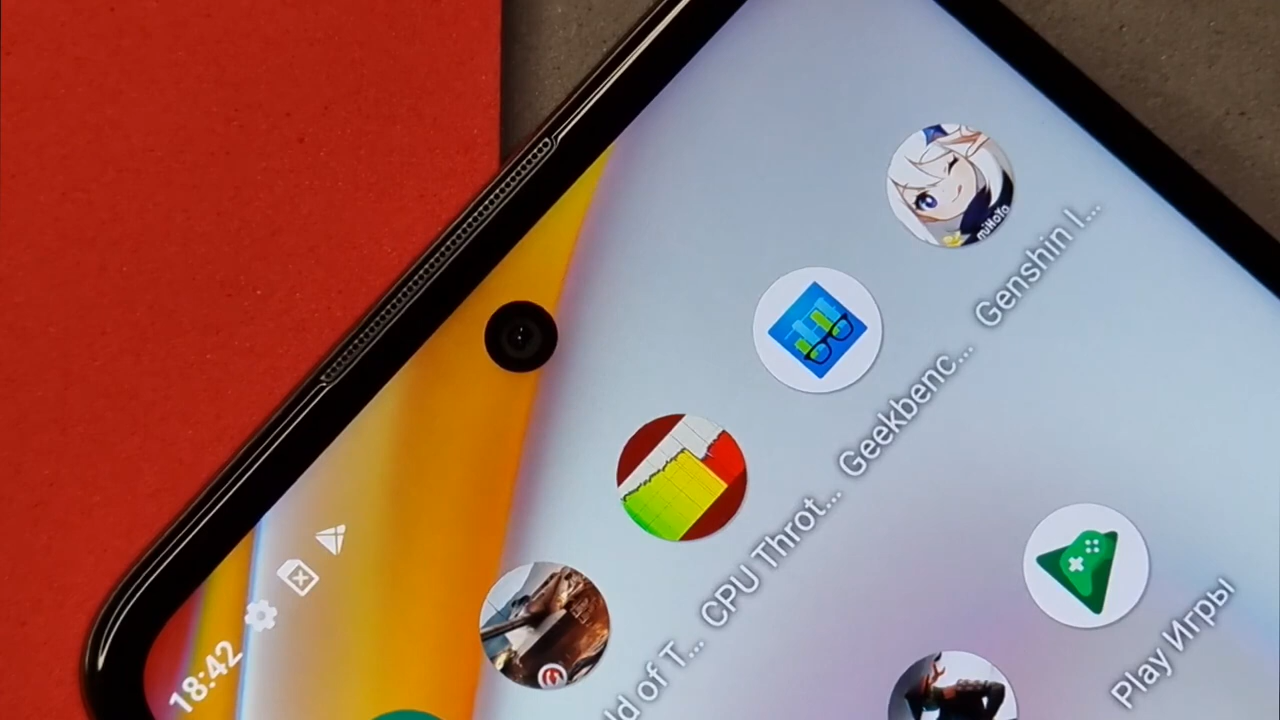 18:42
ld of T...
CPU Throt...
Geekbenc...
Genshin I...
miHoYo
Play Игры